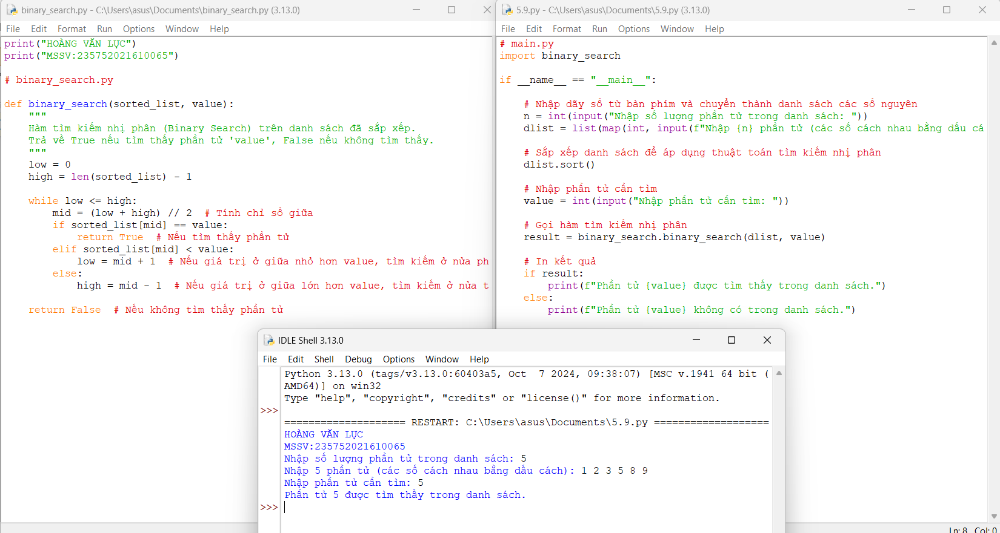 binary_search.py - C:\Users\asus\Documents\binary_search.py (3.13.0)
File Edit Format Run Options Window Help
print("HOÀNG VĂN LỰC")
print("MSSV:235752021610065")
# binary_search.py
def binary_search(sorted_list, value):
"""
Hàm tìm kiếm nhị phân (Binary Search) trên danh sách đã sắp xếp.
Trả về True nếu tìm thấy phần tử 'value', False nếu không tìm thấy.
"""
low = 0
high = len(sorted_list) - 1
while low <= high:
mid = (low + high) // 2  # Tính chỉ số giữa
if sorted_list[mid] == value:
return True  # Nếu tìm thấy phần tử
elif sorted_list[mid] < value:
low = mid + 1  # Nếu giá trị ở giữa nhỏ hơn value, tìm kiếm ở nửa ph
else:
high = mid - 1  # Nếu giá trị ở giữa lớn hơn value, tìm kiếm ở nửa t
return False  # Nếu không tìm thấy phần tử
5.9.py - C:\Users\asus\Documents\5.9.py (3.13.0)
File Edit Format Run Options Window Help
# main.py
import binary_search
if __name__ == "__main__":
# Nhập dãy số từ bàn phím và chuyển thành danh sách các số nguyên
n = int(input("Nhập số lượng phần tử trong danh sách: "))
dlist = list(map(int, input(f"Nhập {n} phần tử (các số cách nhau bằng dấu cá
# Sắp xếp danh sách để áp dụng thuật toán tìm kiếm nhị phân
dlist.sort()
# Nhập phần tử cần tìm
value = int(input("Nhập phần tử cần tìm: "))
# Gọi hàm tìm kiếm nhị phân
result = binary_search.binary_search(dlist, value)
# In kết quả
if result:
print(f"Phần tử {value} được tìm thấy trong danh sách.")
else:
print(f"Phần tử {value} không có trong danh sách.")
Ln: 8 Col: 0
IDLE Shell 3.13.0
File Edit Shell Debug Options Window Help
Python 3.13.0 (tags/v3.13.0:60403a5, Oct  7 2024, 09:38:07) [MSC v.1941 64 bit (
AMD64)] on win32
Type "help", "copyright", "credits" or "license()" for more information.
>>>
==================== RESTART: C:\Users\asus\Documents\5.9.py ===================
HOÀNG VĂN LỰC
MSSV:235752021610065
Nhập số lượng phần tử trong danh sách: 5
Nhập 5 phần tử (các số cách nhau bằng dấu cách): 1 2 3 5 8 9
Nhập phần tử cần tìm: 5
Phần tử 5 được tìm thấy trong danh sách.
>>>